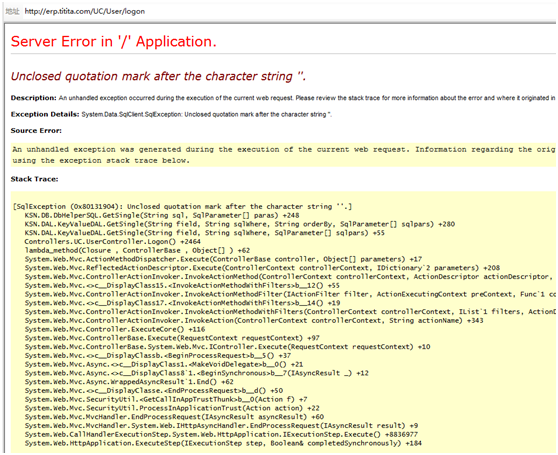 地址 http://erp.titita.com/UC/User/logon
Server Error in '/' Application.
Unclosed quotation mark after the character string ''.
Description: An unhandled exception occurred during the execution of the current web request. Please review the stack trace for more information about the error and where it originated in
Exception Details: System.Data.SqlClient.SqlException: Unclosed quotation mark after the character string ''.
Source Error:
An unhandled exception was generated during the execution of the current web request. Information regarding the orig
using the exception stack trace below.
Stack Trace:
[SqlException (0x80131904): Unclosed quotation mark after the character string ''.]
KSN.DB.DbHelperSQL.GetSingle(String sql, SqlParameter[] paras) +248
KSN.DAL.KeyValueDAL.GetSingle(String field, String sqlWhere, String orderBy, SqlParameter[] sqlpars) +280
KSN.DAL.KeyValueDAL.GetSingle(String field, String sqlWhere, SqlParameter[] sqlpars) +55
Controllers.UC.UserController.Logon() +2464
lambda_method(Closure , ControllerBase , Object[] ) +62
System.Web.Mvc.ActionMethodDispatcher.Execute(ControllerBase controller, Object[] parameters) +17
System.Web.Mvc.ReflectedActionDescriptor.Execute(ControllerContext controllerContext, IDictionary`2 parameters) +208
System.Web.Mvc.ControllerActionInvoker.InvokeActionMethod(ControllerContext controllerContext, ActionDescriptor actionDescriptor,
System.Web.Mvc.<>c__DisplayClass15.<InvokeActionMethodWithFilters>b__12() +55
System.Web.Mvc.ControllerActionInvoker.InvokeActionMethodFilter(IActionFilter filter, ActionExecutingContext preContext, Func`1 co
System.Web.Mvc.<>c__DisplayClass17.<InvokeActionMethodWithFilters>b__14() +19
System.Web.Mvc.ControllerActionInvoker.InvokeActionMethodWithFilters(ControllerContext controllerContext, IList`1 filters, ActionD
System.Web.Mvc.ControllerActionInvoker.InvokeAction(ControllerContext controllerContext, String actionName) +343
System.Web.Mvc.Controller.ExecuteCore() +116
System.Web.Mvc.ControllerBase.Execute(RequestContext requestContext) +97
System.Web.Mvc.ControllerBase.System.Web.Mvc.IController.Execute(RequestContext requestContext) +10
System.Web.Mvc.<>c__DisplayClassb.<BeginProcessRequest>b__5() +37
System.Web.Mvc.Async.<>c__DisplayClass1.<MakeVoidDelegate>b__0() +21
System.Web.Mvc.Async.<>c__DisplayClass8`1.<BeginSynchronous>b__7(IAsyncResult _) +12
System.Web.Mvc.Async.WrappedAsyncResult`1.End() +62
System.Web.Mvc.<>c__DisplayClasse.<EndProcessRequest>b__d() +50
System.Web.Mvc.SecurityUtil.<GetCallInAppTrustThunk>b__0(Action f) +7
System.Web.Mvc.SecurityUtil.ProcessInApplicationTrust(Action action) +22
System.Web.Mvc.MvcHandler.EndProcessRequest(IAsyncResult asyncResult) +60
System.Web.Mvc.MvcHandler.System.Web.IHttpAsyncHandler.EndProcessRequest(IAsyncResult result) +9
System.Web.CallHandlerExecutionStep.System.Web.HttpApplication.IExecutionStep.Execute() +8836977
System.Web.HttpApplication.ExecuteStep(IExecutionStep step, Boolean& completedSynchronously) +184